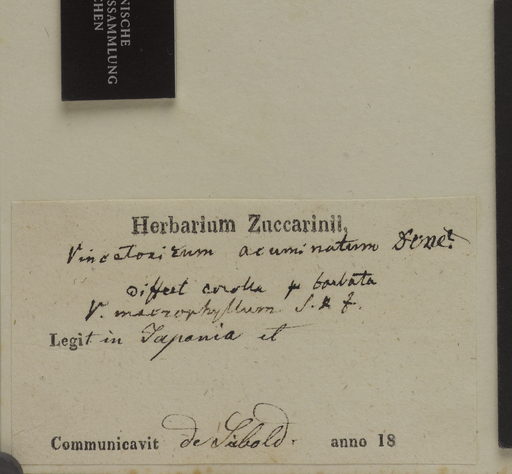 NISCHE
SSAMMLUNG
CHEN
Herbarium Zuccarinii,
Vincetoxicum acuminatum Dcne?
Differt corolla barbata
V. macrophyllum S. & Z.
Legit in Japonia et
Communicavit de Siebold. anno 18